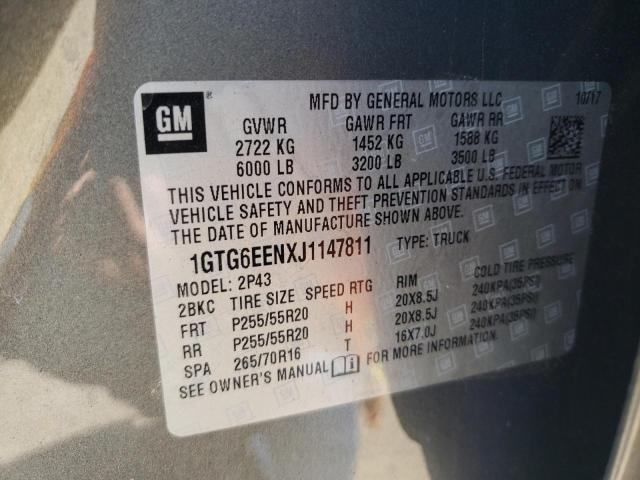 GM
MFD BY GENERAL MOTORS LLC 10/17
GVWR GAWR FRT GAWR RR
2722 KG 1452 KG 1588 KG
6000 LB 3200 LB 3500 LB
THIS VEHICLE CONFORMS TO ALL APPLICABLE U.S. FEDERAL MOTOR
VEHICLE SAFETY AND THEFT PREVENTION STANDARDS IN EFFECT ON
THE DATE OF MANUFACTURE SHOWN ABOVE.
1GTG6EENXJ1147811 TYPE: TRUCK
MODEL: 2P43
2BKC TIRE SIZE SPEED RTG RIM COLD TIRE PRESSURE
FRT P255/55R20 H 20X8.5J 240KPA(35PSI)
RR P255/55R20 H 20X8.5J 240KPA(35PSI)
SPA 265/70R16 T 16X7.0J 240KPA(35PSI)
SEE OWNER'S MANUAL FOR MORE INFORMATION.